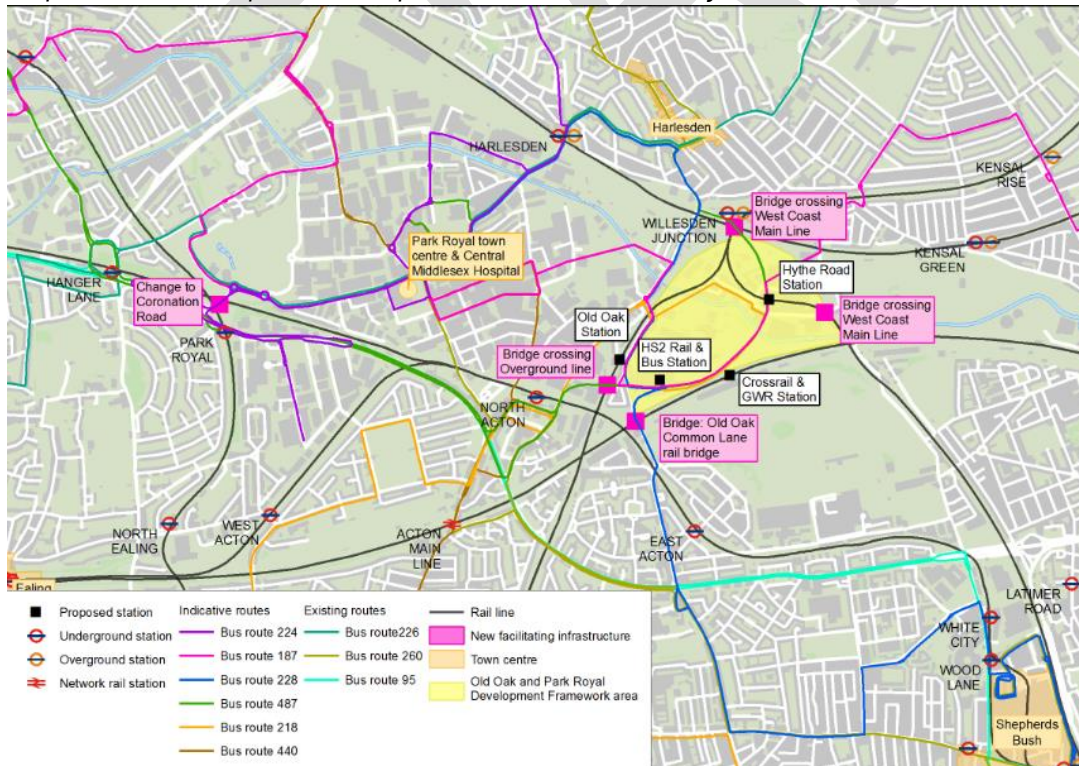 HARLESDEN
Harlesden
KENSAL
RISE
WILLESDEN
JUNCTION
Bridge crossing
West Coast
Main Line
KENSAL
GREEN
Park Royal town
centre & Central
Middlesex Hospital
HANGER
LANE
Change to
Coronation
Road
Hythe Road
Station
PARK
ROYAL
Old Oak
Station
Bridge crossing
West Coast
Main Line
HS2 Rail &
Bus Station
Bridge crossing
Overground line
Crossrail &
GWR Station
NORTH
ACTON
Bridge: Old Oak
Common Lane
rail bridge
NORTH
EALING
WEST
ACTON
ACTON
MAIN
LINE
EAST
ACTON
Ealing
LATIMER
ROAD
WHITE
CITY
WOOD
LANE
Shepherds
Bush
Proposed station
Underground station
Overground station
Network rail station
Indicative routes
Bus route 224
Bus route 187
Bus route 228
Bus route 487
Bus route 218
Bus route 440
Existing routes
Bus route226
Bus route 260
Bus route 95
Rail line
New facilitating infrastructure
Town centre
Old Oak and Park Royal
Development Framework area